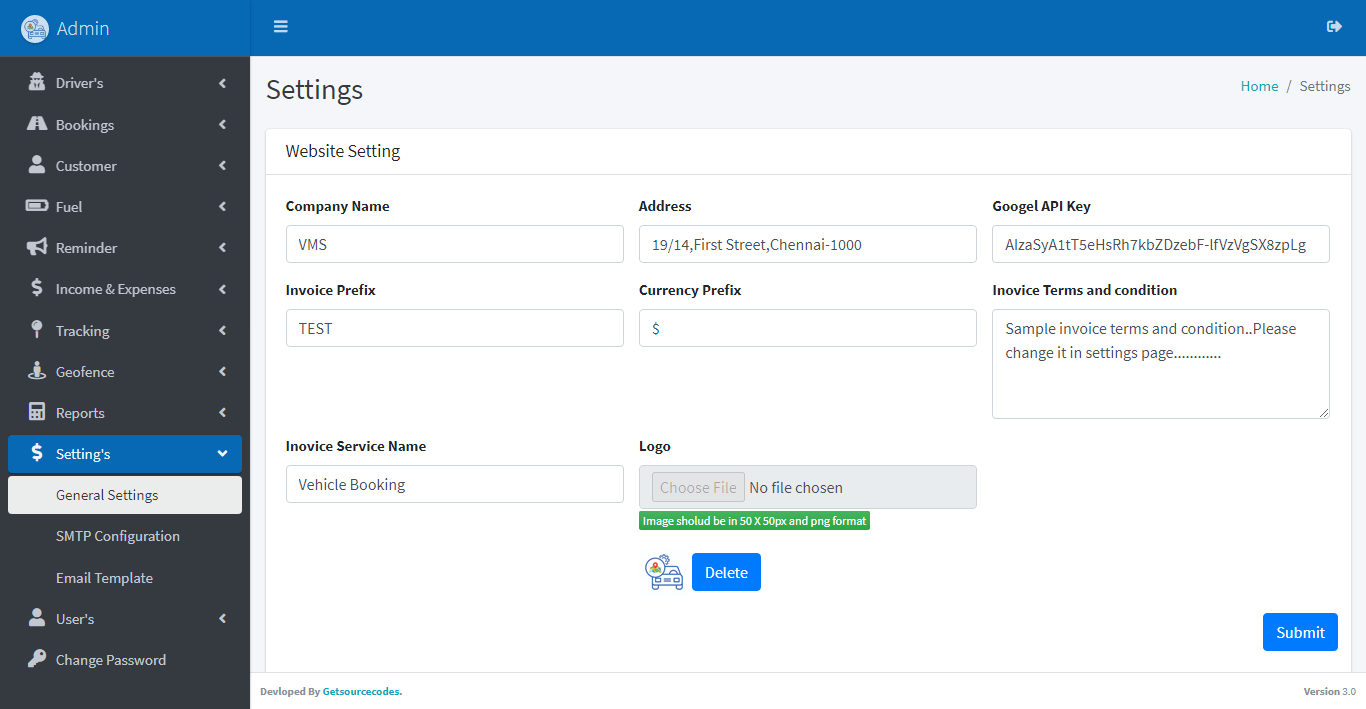 Admin
Driver's
Bookings
Customer
Fuel
Reminder
Income & Expenses
Tracking
Geofence
Reports
Setting's
General Settings
SMTP Configuration
Email Template
User's
Change Password
Settings
Home / Settings
Website Setting
Company Name
VMS
Address
19/14,First Street,Chennai-1000
Googel API Key
AIzaSyA1tT5eHsRh7kbZDzebF-lfVzVgSX8zpLg
Invoice Prefix
TEST
Currency Prefix
$
Inovice Terms and condition
Sample invoice terms and condition..Please
change it in settings page............
Inovice Service Name
Vehicle Booking
Logo
Choose File No file chosen
Image sholud be in 50 X 50px and png format
Delete
Submit
Devloped By Getsourcecodes.
Version 3.0